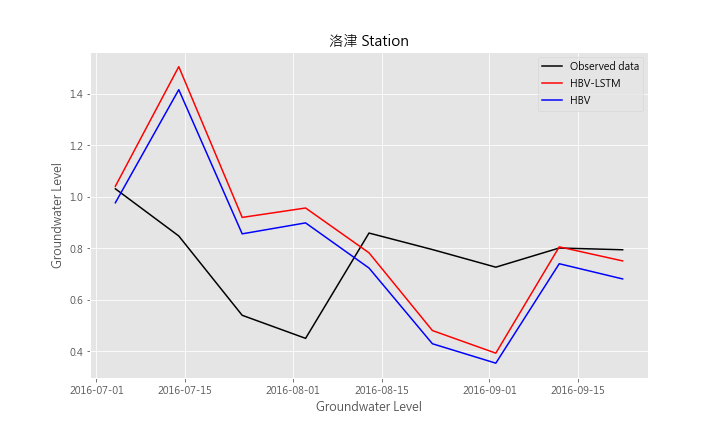 洛津 Station
Observed data
HBV-LSTM
HBV
Groundwater Level
1.4
1.2
1.0
0.8
0.6
0.4
2016-07-01 2016-07-15 2016-08-01 2016-08-15 2016-09-01 2016-09-15
Groundwater Level